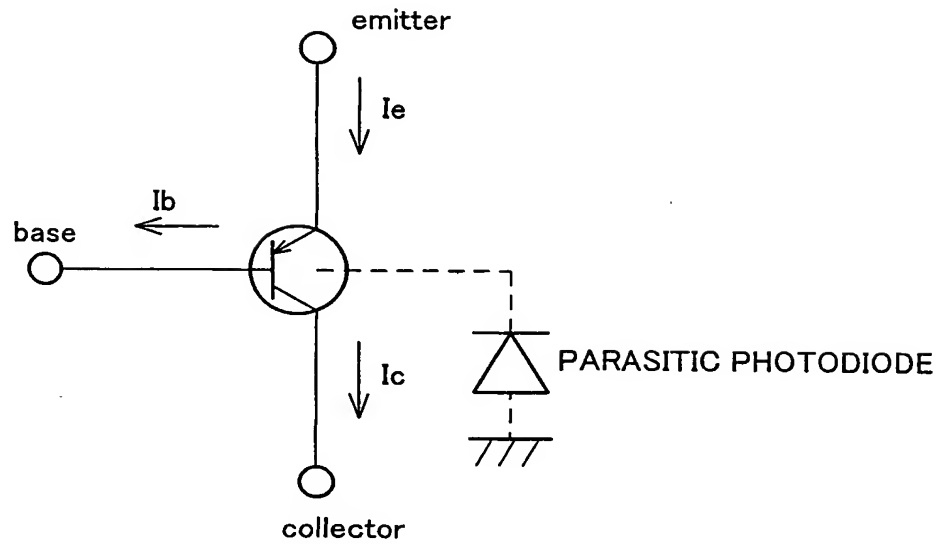 emitter
Ie
Ib
base
PARASITIC PHOTODIODE
Ic
collector